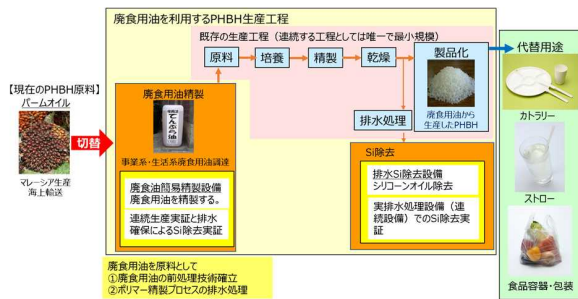 廃食用油を利用するPHBH生産工程
既存の生産工程（連続する工程としては唯一で最小規模）
原料
培養
精製
乾燥
製品化
廃食用油から
生産したPHBH
排水処理
代替用途
カトラリー
ストロー
食品容器・包装
【現在のPHBH原料】
パームオイル
マレーシア生産
海上輸送
切替
廃食用油精製
てんぷら油
事業系・生活系廃食用油調達
廃食油簡易精製設備
廃食用油を精製する。
連続生産実証と排水
確保によるSi除去実証
Si除去
排水Si除去設備
シリコーンオイル除去
実排水処理設備（連
続設備）でのSi除去実
証
廃食用油を原料として
①廃食用油の前処理技術確立
②ポリマー精製プロセスの排水処理